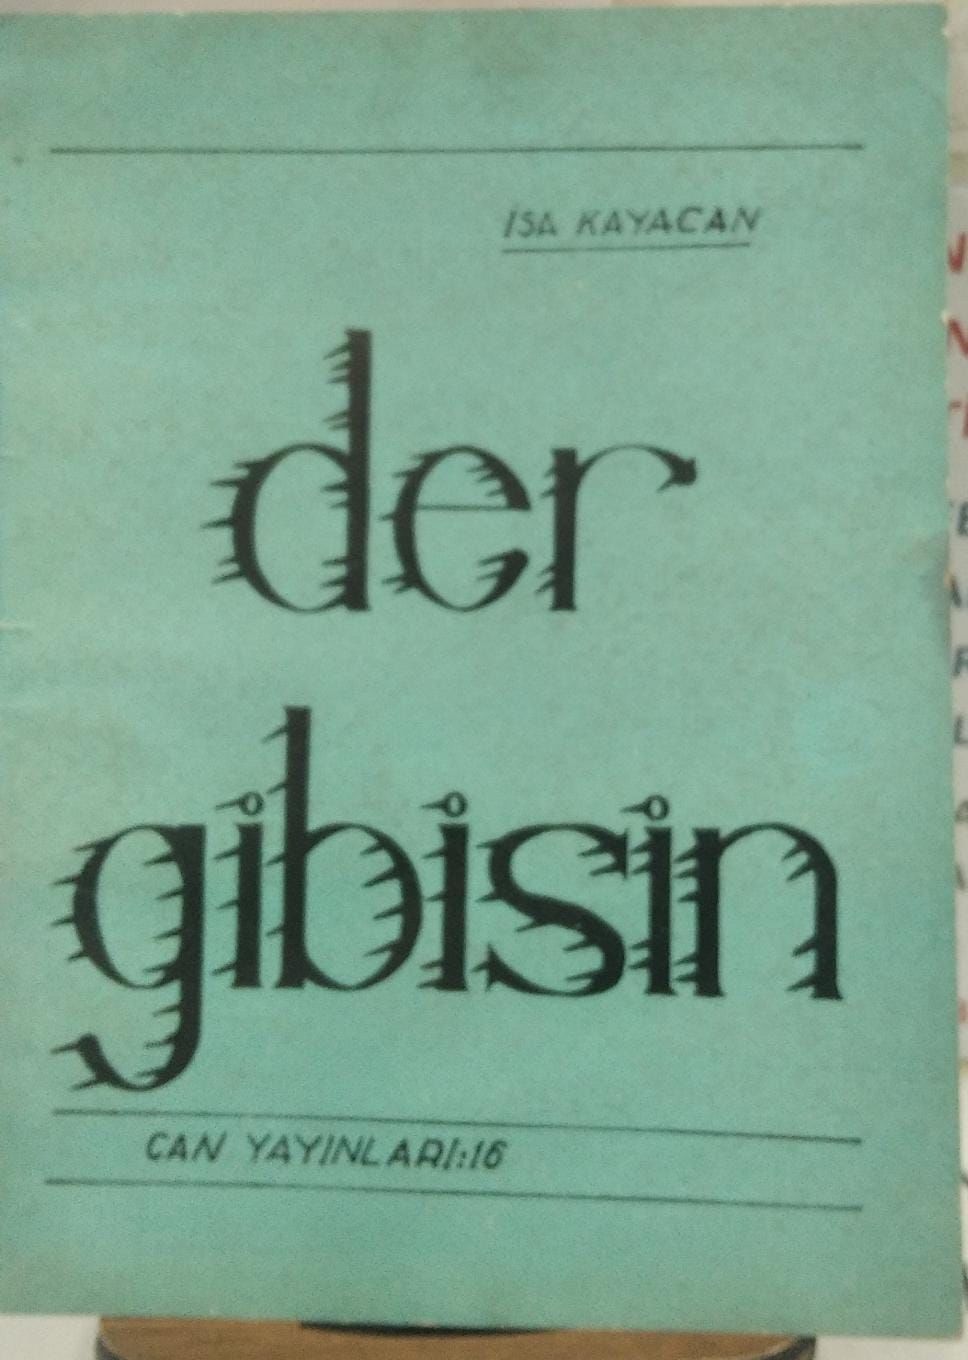 İSA KAYACAN
der
gibisin
CAN YAYINLARI:16